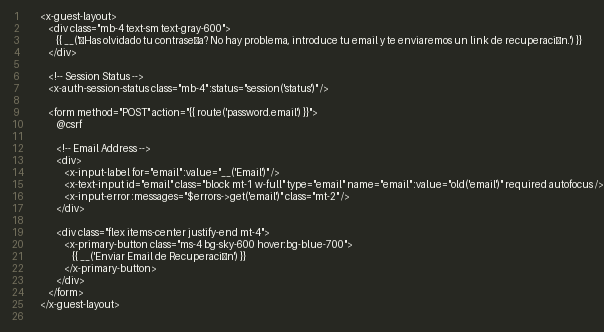 1 <x-guest-layout>
2 <div class="mb-4 text-sm text-gray-600">
3 {{ __('▯Has olvidado tu contrase▯a? No hay problema, introduce tu email y te enviaremos un link de recuperaci▯n.') }}
4 </div>
5
6 <!-- Session Status -->
7 <x-auth-session-status class="mb-4" :status="session('status')" />
8
9 <form method="POST" action="{{ route('password.email') }}">
10 @csrf
11
12 <!-- Email Address -->
13 <div>
14 <x-input-label for="email" :value="__('Email')" />
15 <x-text-input id="email" class="block mt-1 w-full" type="email" name="email" :value="old('email')" required autofocus />
16 <x-input-error :messages="$errors->get('email')" class="mt-2" />
17 </div>
18
19 <div class="flex items-center justify-end mt-4">
20 <x-primary-button class="ms-4 bg-sky-600 hover:bg-blue-700">
21 {{ __('Enviar Email de Recuperaci▯n') }}
22 </x-primary-button>
23 </div>
24 </form>
25 </x-guest-layout>
26